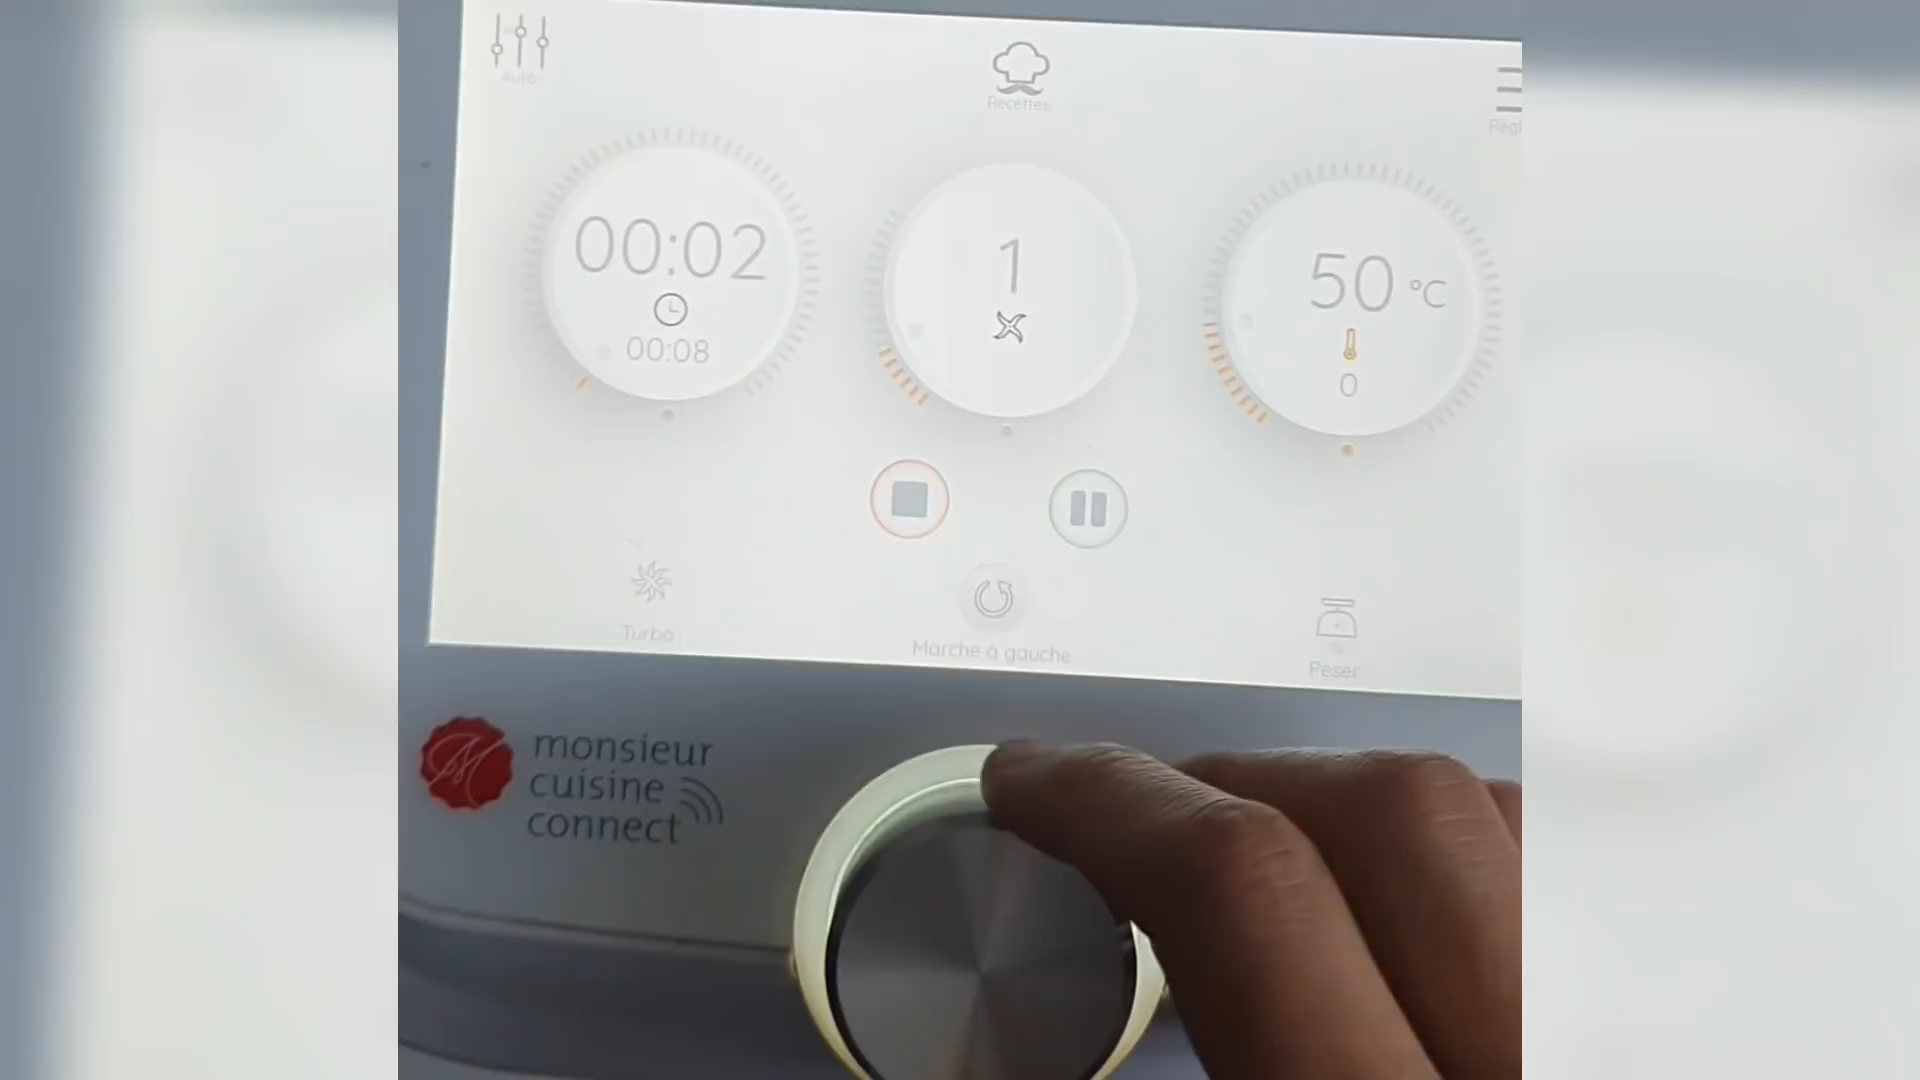 Auto
Recettes
Régl
00:02
00:08
1
50 °C
0
Turbo
Marche à gauche
Peser
monsieur
cuisine
connect